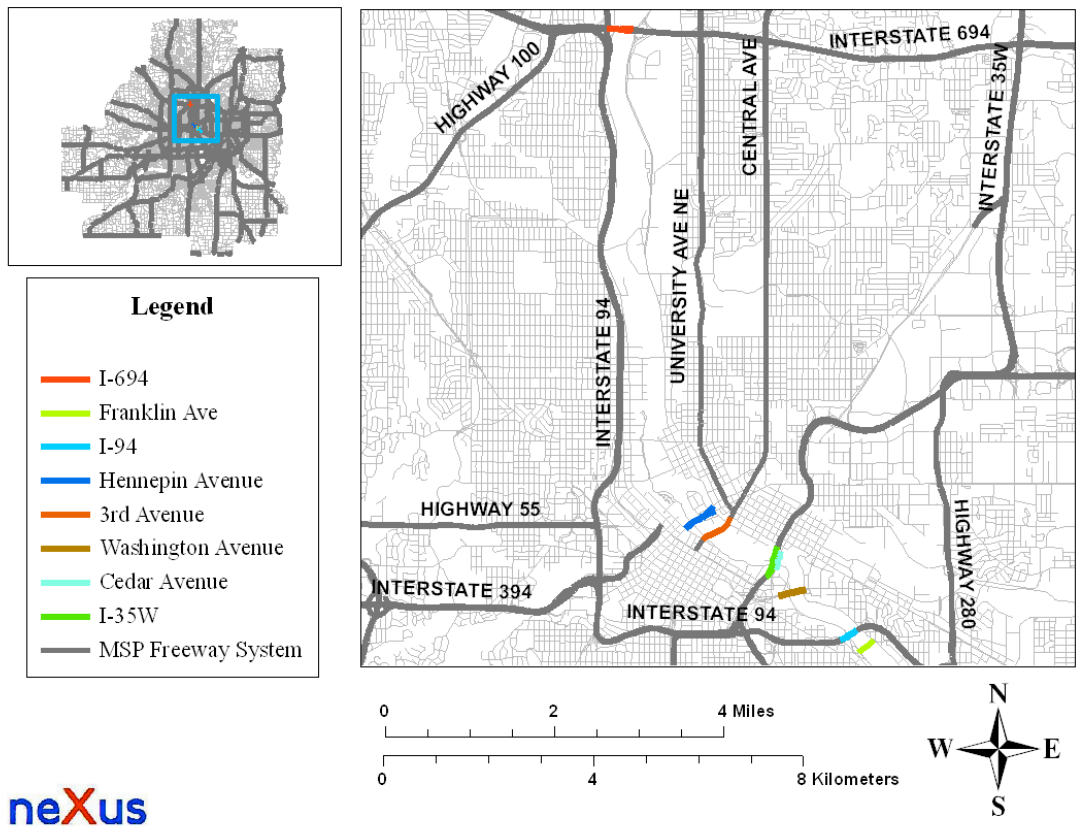 Legend
I-694
Franklin Ave
I-94
Hennepin Avenue
3rd Avenue
Washington Avenue
Cedar Avenue
I-35W
MSP Freeway System
HIGHWAY 100
INTERSTATE 694
CENTRAL AVE
INTERSTATE 35W
UNIVERSITY AVE NE
INTERSTATE 94
HIGHWAY 55
INTERSTATE 394
INTERSTATE 94
HIGHWAY 280
0 2 4 Miles
0 4 8 Kilometers
N
W E
S
neXus